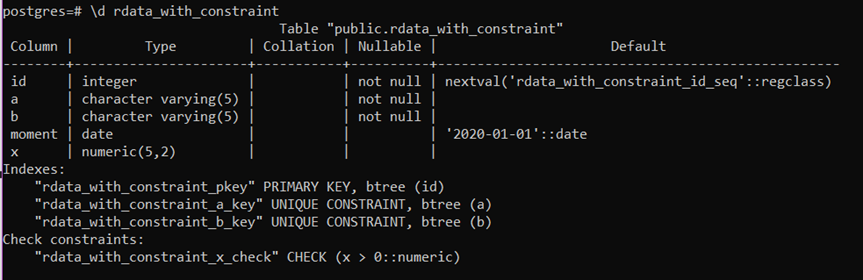 postgres=# \d rdata_with_constraint
                              Table "public.rdata_with_constraint"
 Column |         Type         | Collation | Nullable |                      Default
--------+----------------------+-----------+----------+---------------------------------------------------
 id     | integer              |           | not null | nextval('rdata_with_constraint_id_seq'::regclass)
 a      | character varying(5) |           | not null |
 b      | character varying(5) |           | not null |
 moment | date                 |           |          | '2020-01-01'::date
 x      | numeric(5,2)         |           |          |
Indexes:
    "rdata_with_constraint_pkey" PRIMARY KEY, btree (id)
    "rdata_with_constraint_a_key" UNIQUE CONSTRAINT, btree (a)
    "rdata_with_constraint_b_key" UNIQUE CONSTRAINT, btree (b)
Check constraints:
    "rdata_with_constraint_x_check" CHECK (x > 0::numeric)